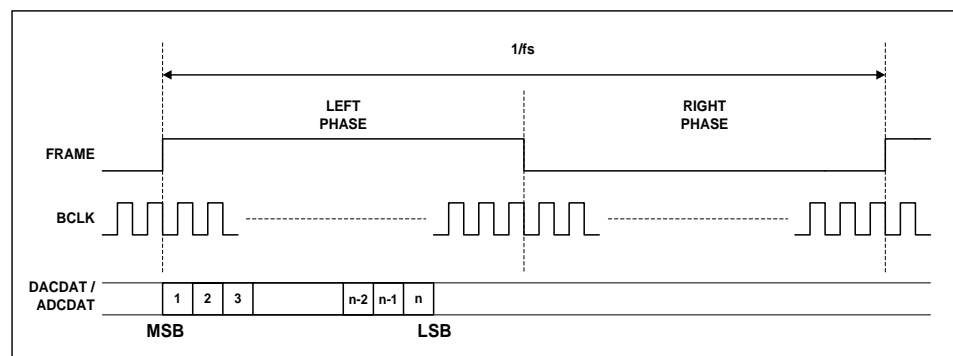 1/fs
LEFT
PHASE
RIGHT
PHASE
FRAME
BCLK
DACDAT /
ADCDAT
1 2 3 n-2 n-1 n
MSB LSB